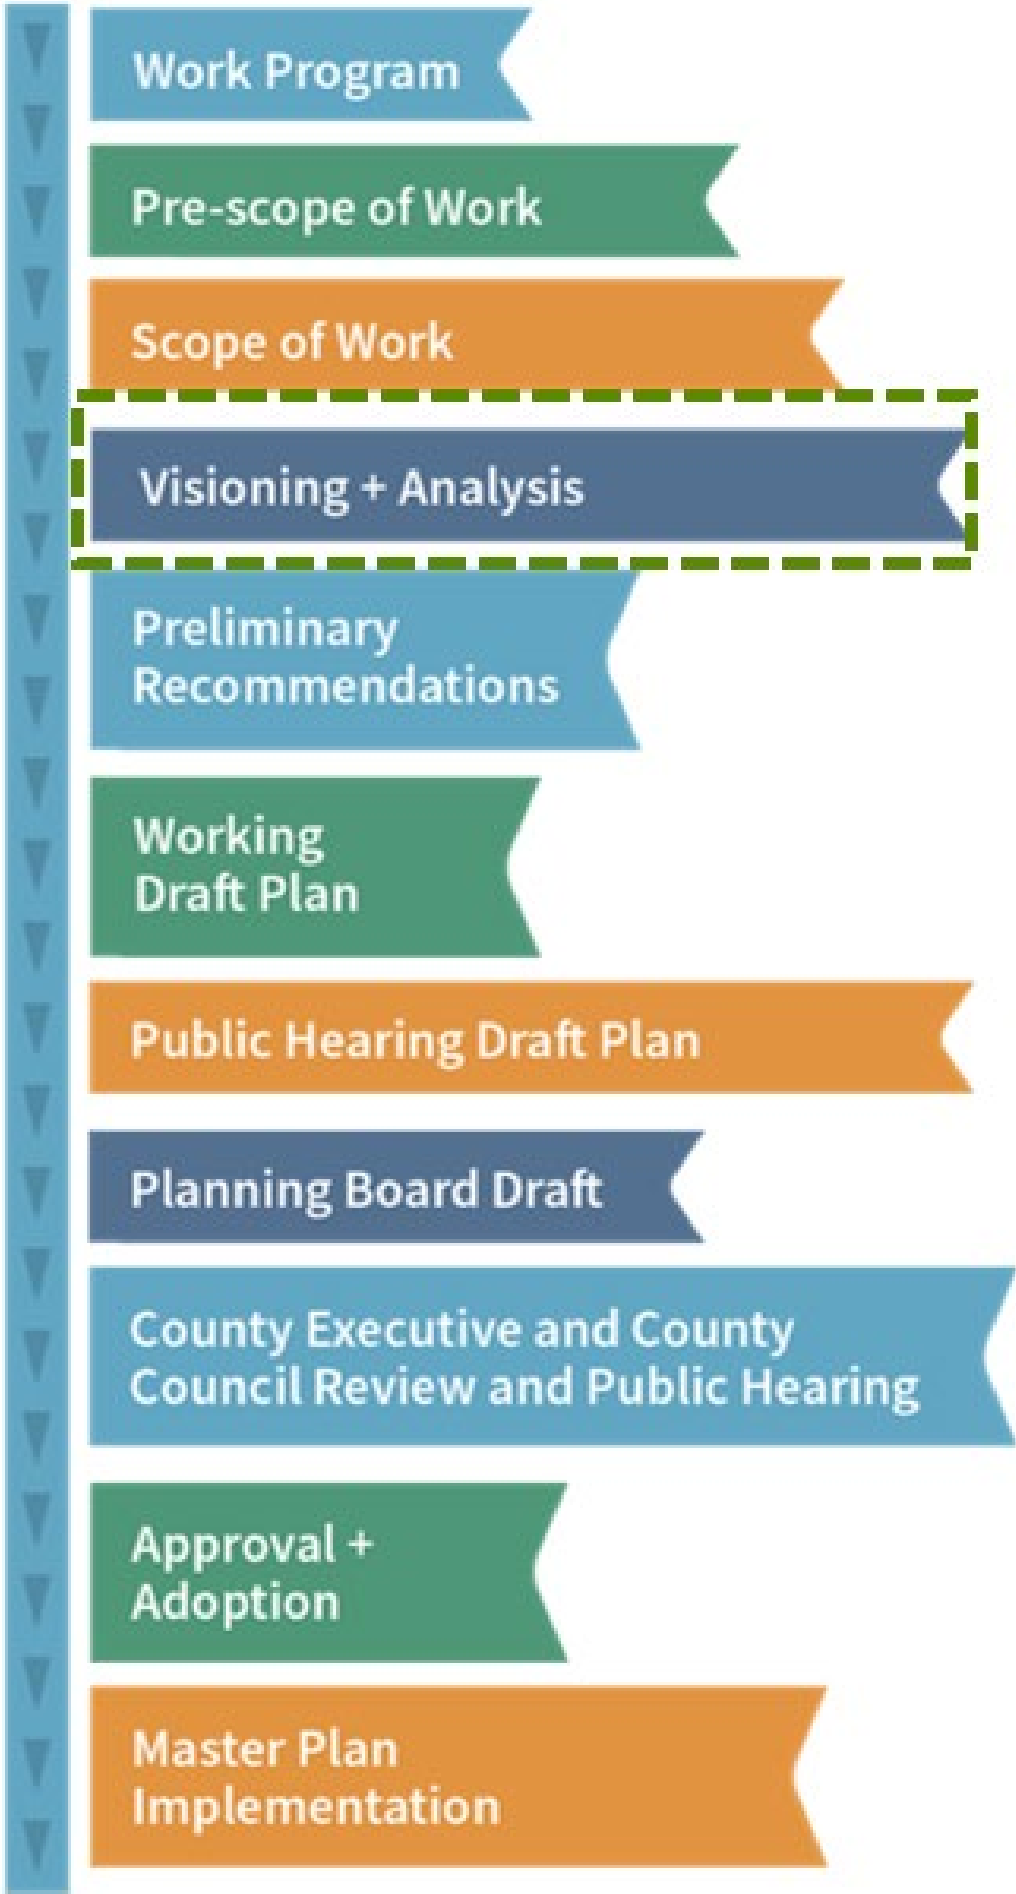 Work Program
Pre-scope of Work
Scope of Work
Visioning + Analysis
Preliminary
Recommendations
Working
Draft Plan
Public Hearing Draft Plan
Planning Board Draft
County Executive and County
Council Review and Public Hearing
Approval +
Adoption
Master Plan
Implementation